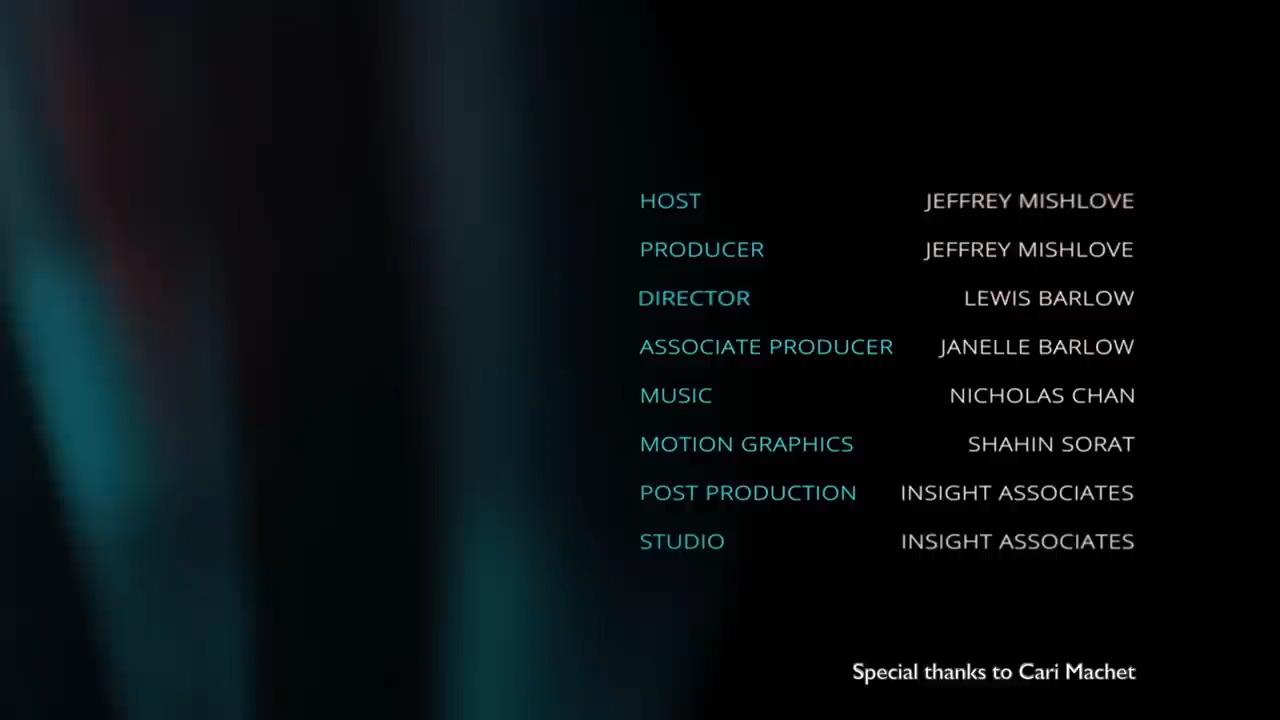 HOST JEFFREY MISHLOVE
PRODUCER JEFFREY MISHLOVE
DIRECTOR LEWIS BARLOW
ASSOCIATE PRODUCER JANELLE BARLOW
MUSIC NICHOLAS CHAN
MOTION GRAPHICS SHAHIN SORAT
POST PRODUCTION INSIGHT ASSOCIATES
STUDIO INSIGHT ASSOCIATES
Special thanks to Cari Machet